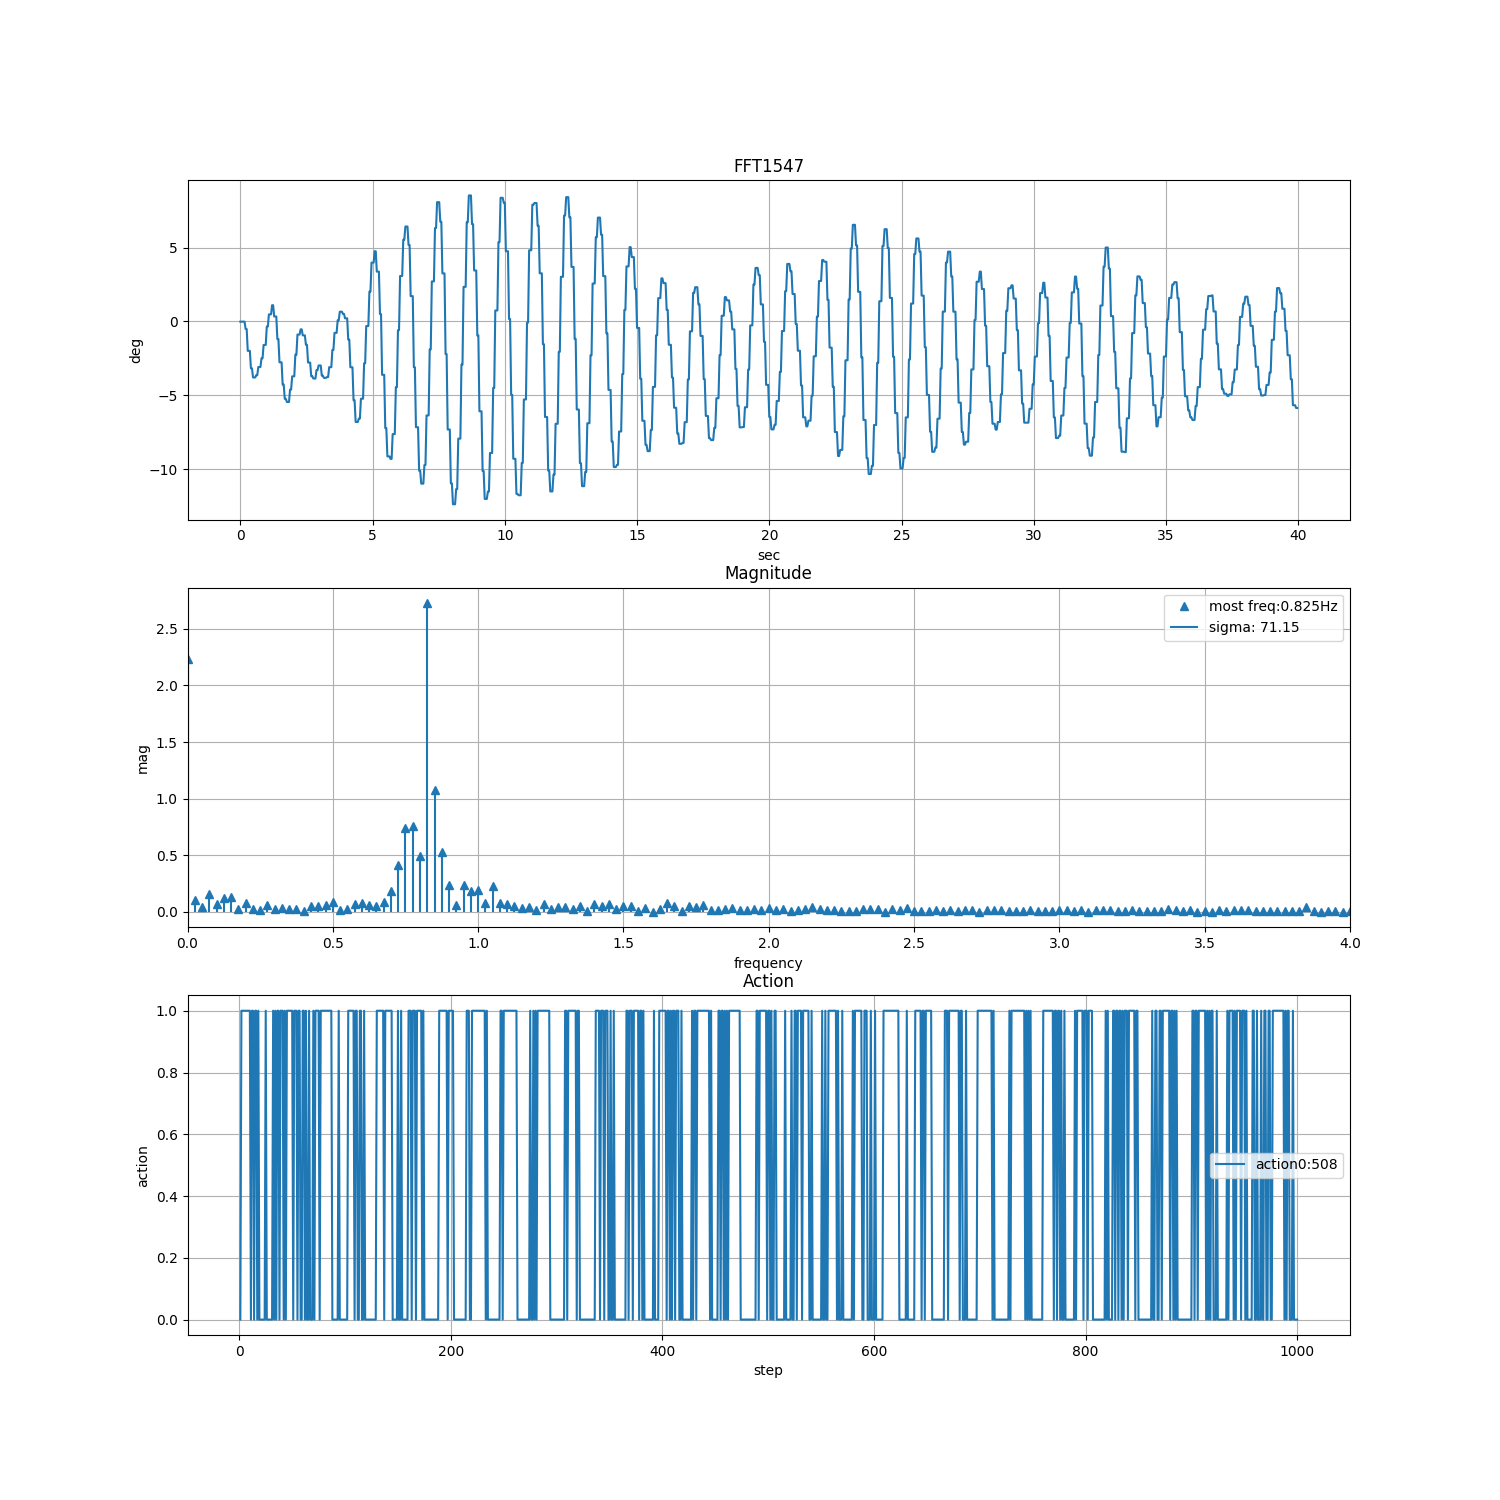 FFT1547
5
0
−5
−10
deg
0 5 10 15 20 25 30 35 40
sec
Magnitude
most freq:0.825Hz
sigma: 71.15
2.5
2.0
1.5
1.0
0.5
0.0
mag
0.0 0.5 1.0 1.5 2.0 2.5 3.0 3.5 4.0
frequency
Action
1.0
0.8
0.6
0.4
0.2
0.0
action
action0:508
0 200 400 600 800 1000
step